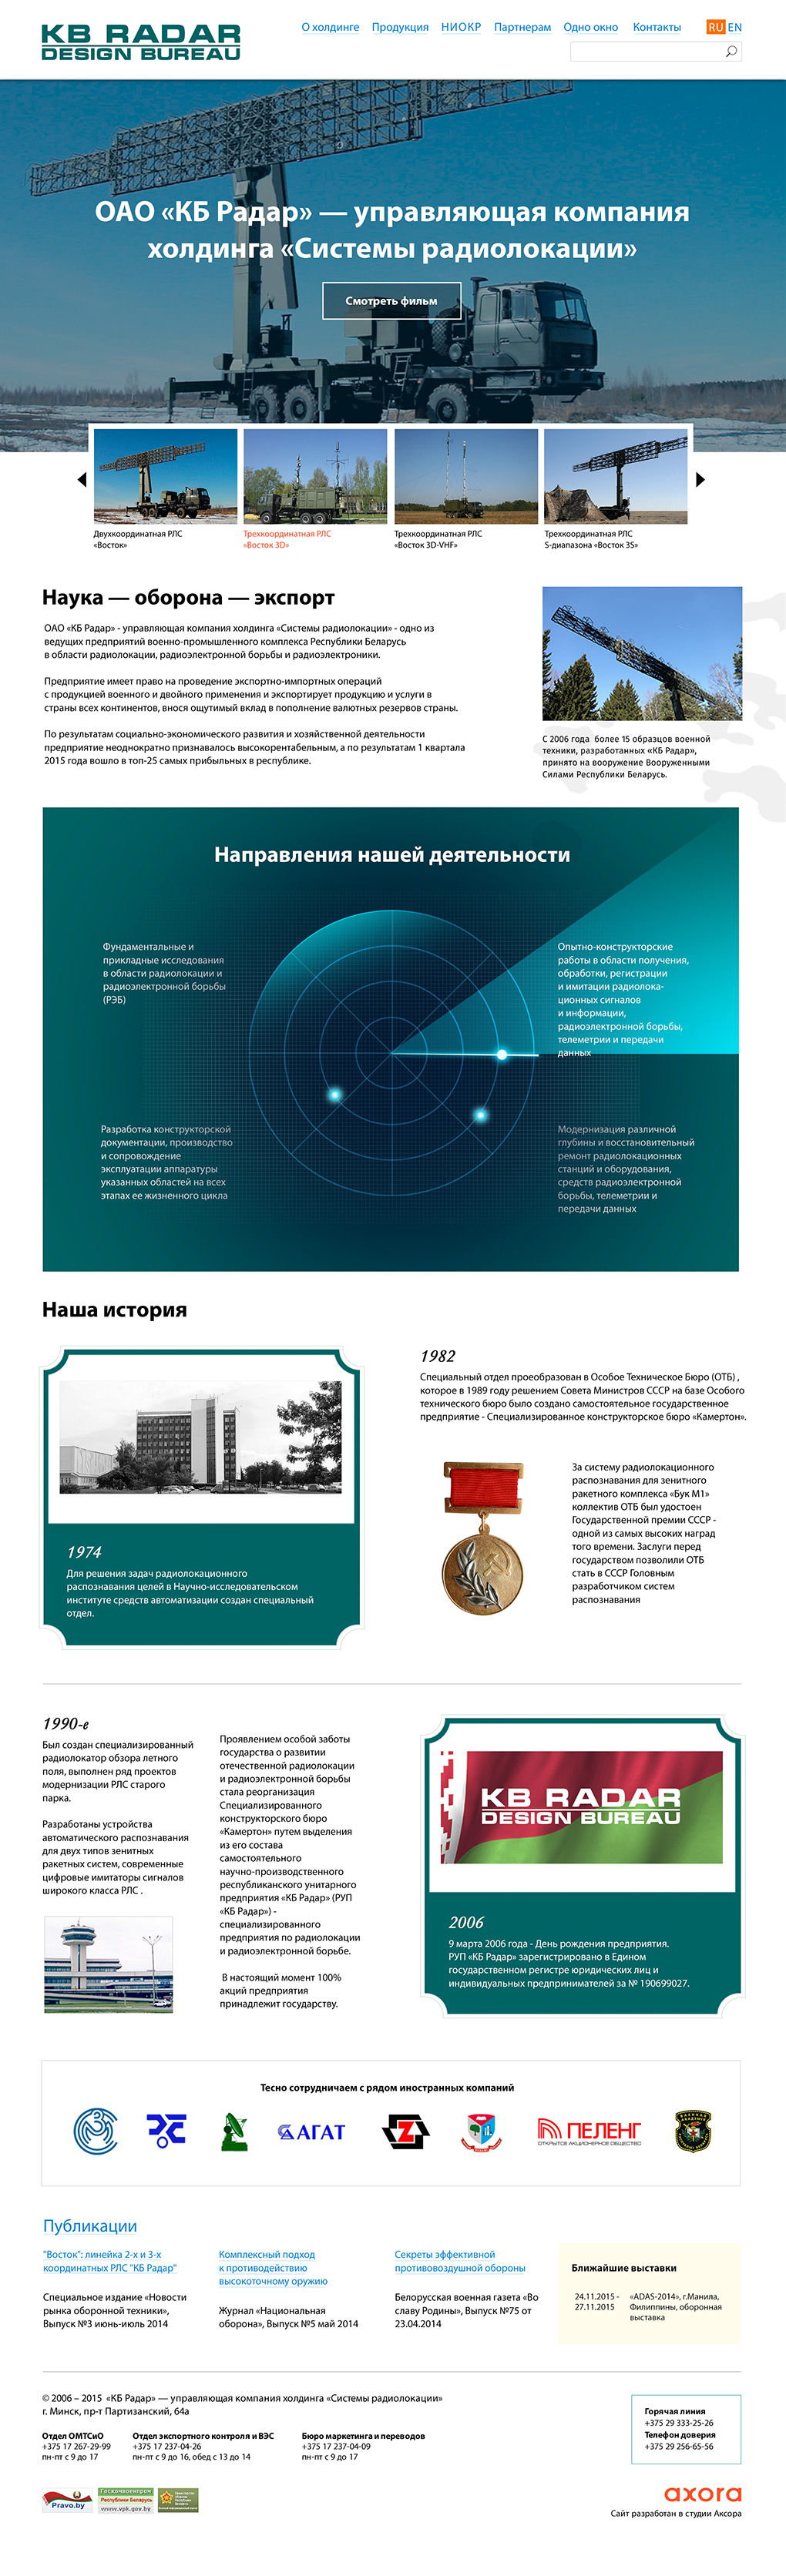 KB RADAR
DESIGN BUREAU
О холдинге Продукция НИОКР Партнерам Одно окно Контакты RU EN
ОАО «КБ Радар» — управляющая компания
холдинга «Системы радиолокации»
Смотреть фильм
Двухкоординатная РЛС
«Восток»
Трехкоординатная РЛС
«Восток 3D»
Трехкоординатная РЛС
«Восток 3D-VHF»
Трехкоординатная РЛС
S-диапазона «Восток 3S»
Наука — оборона — экспорт
ОАО «КБ Радар» - управляющая компания холдинга «Системы радиолокации» - одно из
ведущих предприятий военно-промышленного комплекса Республики Беларусь
в области радиолокации, радиоэлектронной борьбы и радиоэлектроники.
Предприятие имеет право на проведение экспортно-импортных операций
с продукцией военного и двойного применения и экспортирует продукцию и услуги в
страны всех континентов, внося ощутимый вклад в пополнение валютных резервов страны.
По результатам социально-экономического развития и хозяйственной деятельности
предприятие неоднократно признавалось высокорентабельным, а по результатам 1 квартала
2015 года вошло в топ-25 самых прибыльных в республике.
С 2006 года более 15 образцов военной
техники, разработанных «КБ Радар»,
принято на вооружение Вооруженными
Силами Республики Беларусь.
Направления нашей деятельности
Фундаментальные и
прикладные исследования
в области радиолокации и
радиоэлектронной борьбы
(РЭБ)
Опытно-конструкторские
работы в области получения,
обработки, регистрации
и имитации радиолока-
ционных сигналов
и информации,
радиоэлектронной борьбы,
телеметрии и передачи
данных
Разработка конструкторской
документации, производство
и сопровождение
эксплуатации аппаратуры
указанных областей на всех
этапах ее жизненного цикла
Модернизация различной
глубины и восстановительный
ремонт радиолокационных
станций и оборудования,
средств радиоэлектронной
борьбы, телеметрии и
передачи данных
Наша история
1974
Для решения задач радиолокационного
распознавания целей в Научно-исследовательском
институте средств автоматизации создан специальный
отдел.
1982
Специальный отдел проеобразован в Особое Техническое Бюро (ОТБ) ,
которое в 1989 году решением Совета Министров СССР на базе Особого
технического бюро было создано самостоятельное государственное
предприятие - Специализированное конструкторское бюро «Камертон».
За систему радиолокационного
распознавания для зенитного
ракетного комплекса «Бук М1»
коллектив ОТБ был удостоен
Государственной премии СССР -
одной из самых высоких наград
того времени. Заслуги перед
государством позволили ОТБ
стать в СССР Головным
разработчиком систем
распознавания
1990-е
Был создан специализированный
радиолокатор обзора летного
поля, выполнен ряд проектов
модернизации РЛС старого
парка.
Разработаны устройства
автоматического распознавания
для двух типов зенитных
ракетных систем, современные
цифровые имитаторы сигналов
широкого класса РЛС .
Проявлением особой заботы
государства о развитии
отечественной радиолокации
и радиоэлектронной борьбы
стала реорганизация
Специализированного
конструкторского бюро
«Камертон» путем выделения
из его состава
самостоятельного
научно-производственного
республиканского унитарного
предприятия «КБ Радар» (РУП
«КБ Радар») -
специализированного
предприятия по радиолокации
и радиоэлектронной борьбе.
В настоящий момент 100%
акций предприятия
принадлежит государству.
KB RADAR
DESIGN BUREAU
2006
9 марта 2006 года - День рождения предприятия.
РУП «КБ Радар» зарегистрировано в Едином
государственном регистре юридических лиц и
индивидуальных предпринимателей за № 190699027.
Тесно сотрудничаем с рядом иностранных компаний
АГАТ
ПЕЛЕНГ
ОТКРЫТОЕ АКЦИОНЕРНОЕ ОБЩЕСТВО
Публикации
"Восток": линейка 2-х и 3-х
координатных РЛС "КБ Радар"
Специальное издание «Новости
рынка оборонной техники»,
Выпуск №3 июнь-июль 2014
Комплексный подход
к противодействию
высокоточному оружию
Журнал «Национальная
оборона», Выпуск №5 май 2014
Секреты эффективной
противовоздушной обороны
Белорусская военная газета «Во
славу Родины», Выпуск №75 от
23.04.2014
Ближайшие выставки
24.11.2015 -
27.11.2015
«ADAS-2014», г.Манила,
Филиппины, оборонная
выставка
© 2006 – 2015 «КБ Радар» — управляющая компания холдинга «Системы радиолокации»
г. Минск, пр-т Партизанский, 64а
Отдел ОМТСиО
+375 17 267-29-99
пн-пт с 9 до 17
Отдел экспортного контроля и ВЭС
+375 17 237-04-26
пн-пт с 9 до 16, обед с 13 до 14
Бюро маркетинга и переводов
+375 17 237-04-09
пн-пт с 9 до 17
Горячая линия
+375 29 333-25-26
Телефон доверия
+375 29 256-65-56
Pravo.by
Госкомвоенпром
Республики Беларусь
www.vpk.gov.by
axora
Сайт разработан в студии Аксора